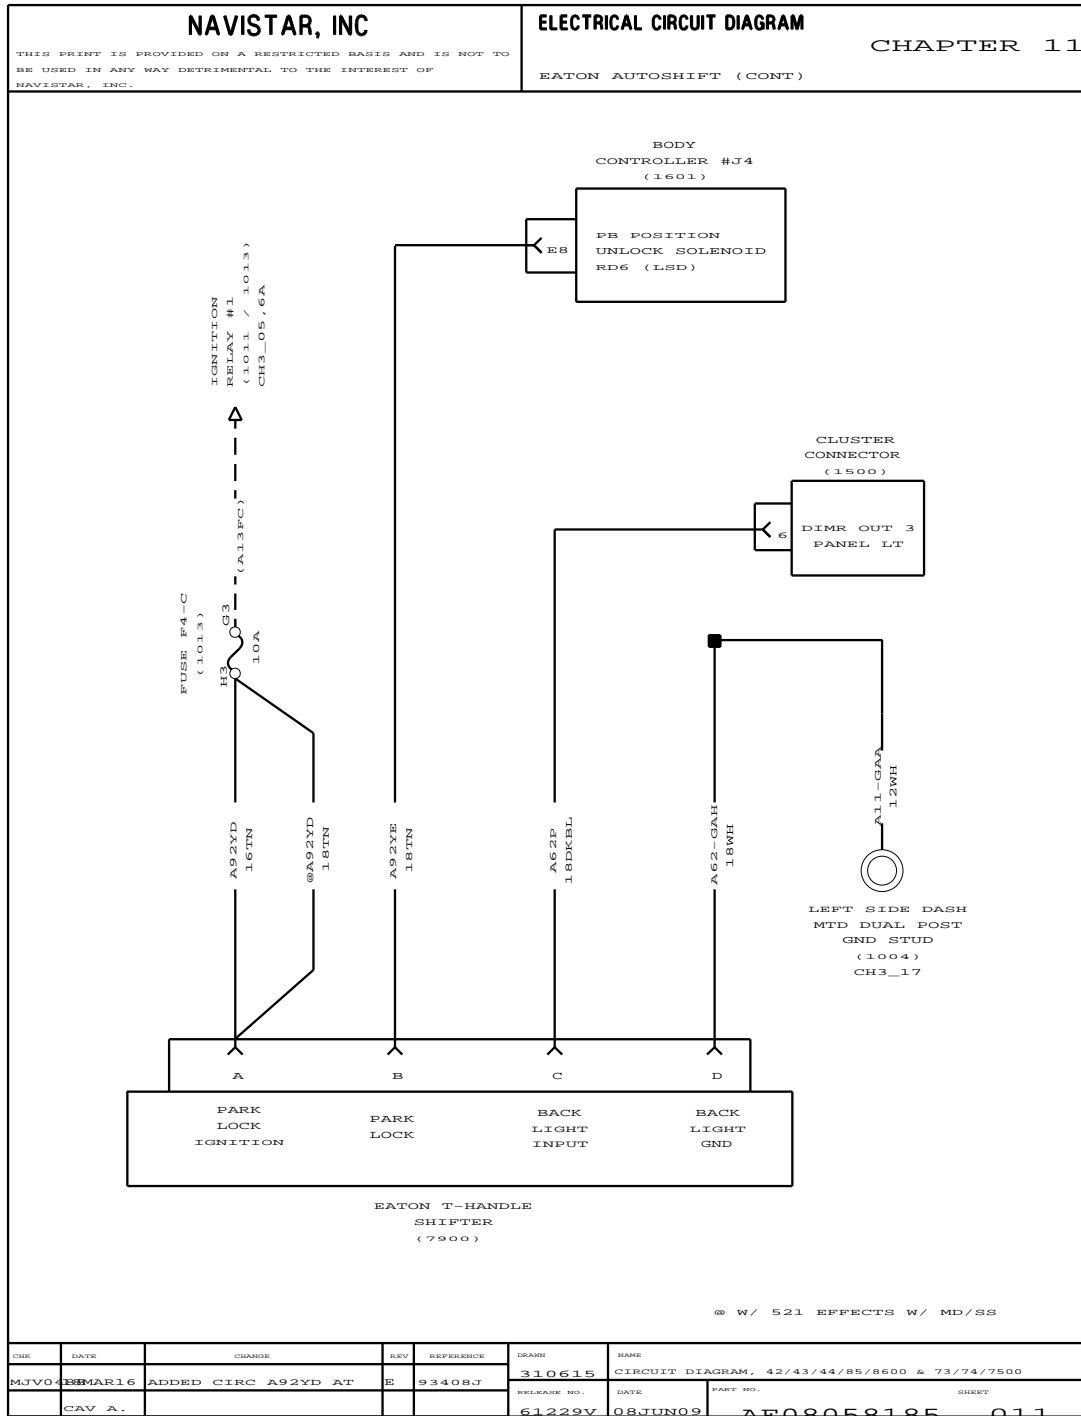 NAVISTAR, INC
THIS PRINT IS PROVIDED ON A RESTRICTED BASIS AND IS NOT TO
BE USED IN ANY WAY DETRIMENTAL TO THE INTEREST OF
NAVISTAR, INC.
ELECTRICAL CIRCUIT DIAGRAM
CHAPTER 11
EATON AUTOSHIFT (CONT)
BODY
CONTROLLER #J4
(1601)
E8
PB POSITION
UNLOCK SOLENOID
RD6 (LSD)
IGNITION
RELAY #1
(1011 / 1013)
CH3_05,6A
(A13FC)
CLUSTER
CONNECTOR
(1500)
6
DIMR OUT 3
PANEL LT
FUSE F4-C
(1013)
G3
H3
10A
A92YD
16TN
@A92YD
18TN
A92YE
18TN
A62P
18DKBL
A62-GAH
18WH
A11-GAA
12WH
LEFT SIDE DASH
MTD DUAL POST
GND STUD
(1004)
CH3_17
A
B
C
D
PARK
LOCK
IGNITION
PARK
LOCK
BACK
LIGHT
INPUT
BACK
LIGHT
GND
EATON T-HANDLE
SHIFTER
(7900)
@ W/ 521 EFFECTS W/ MD/SS
CHK
DATE
CHANGE
REV
REFERENCE
DRAWN
NAME
ADDED CIRC A92YD AT
E
93408J
310615
CIRCUIT DIAGRAM, 42/43/44/85/8600 & 73/74/7500
CAV A.
RELEASE NO.
DATE
PART NO.
SHEET
61229V
08JUN09
AF08058185
011